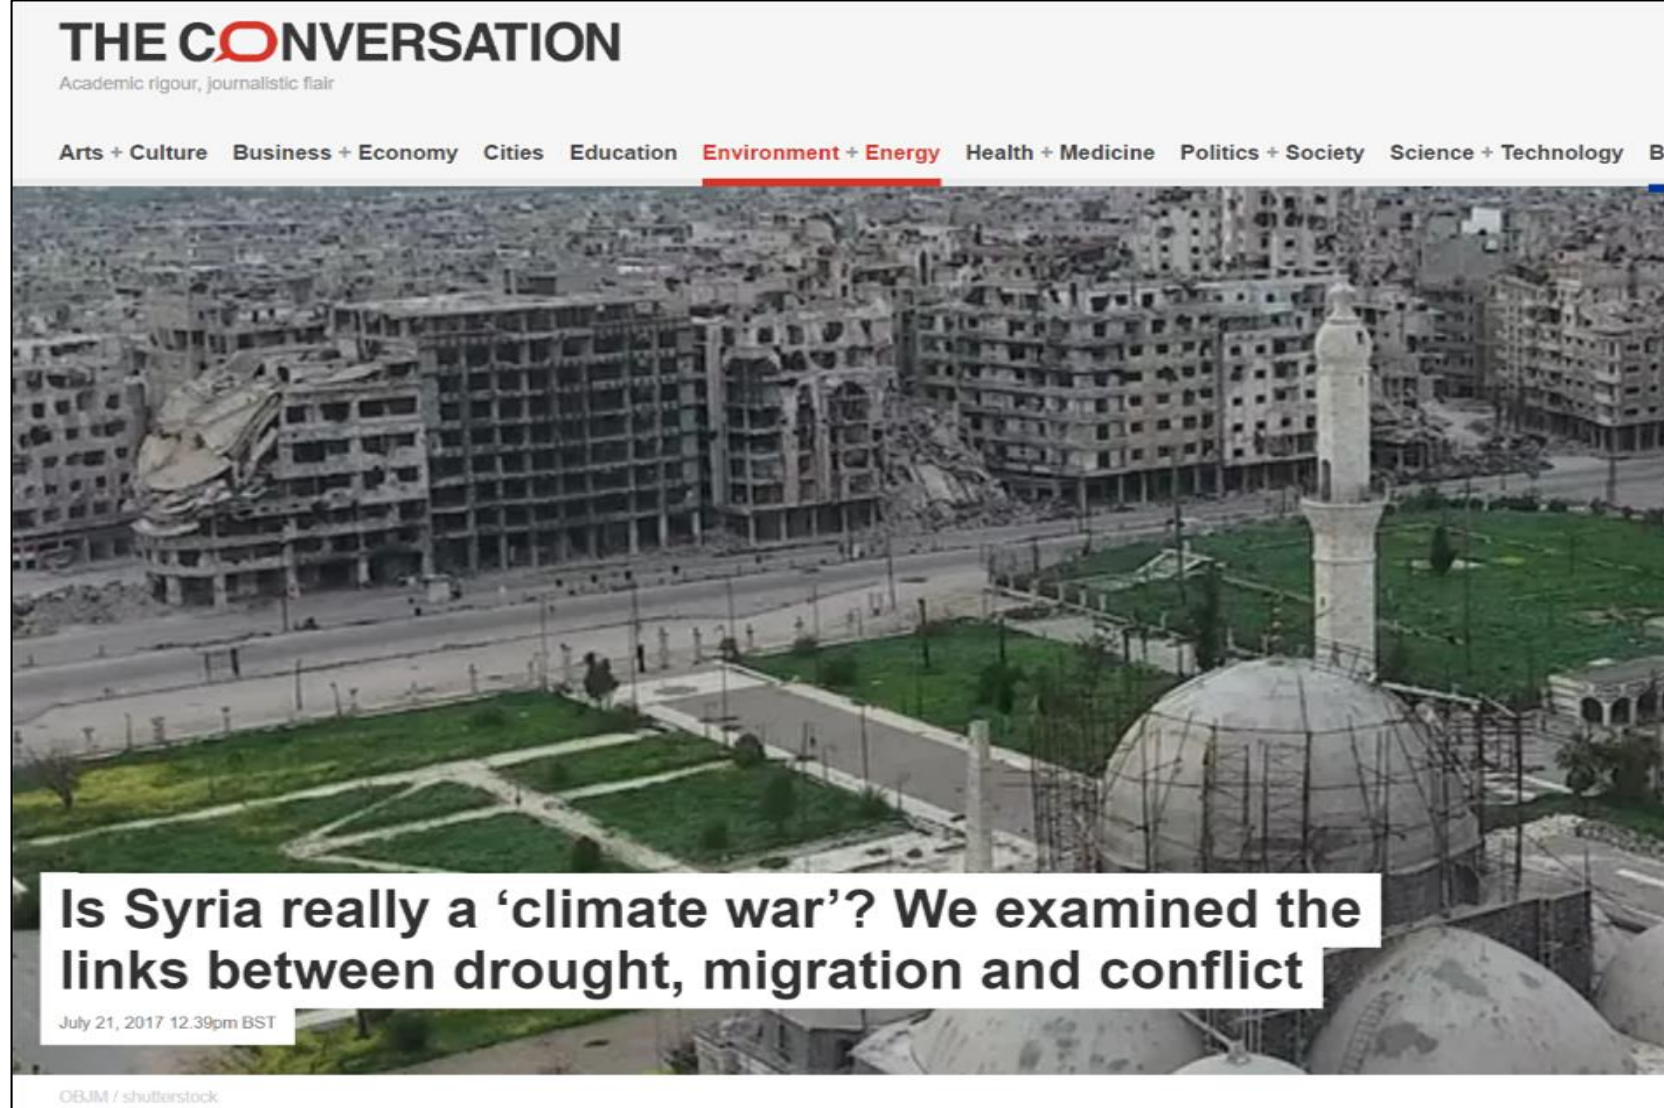 THE CONVERSATION
Academic rigour, journalistic flair
Arts + Culture Business + Economy Cities Education Environment + Energy Health + Medicine Politics + Society Science + Technology B
Is Syria really a ‘climate war’? We examined the
links between drought, migration and conflict
July 21, 2017 12.39pm BST
OBJM / shutterstock